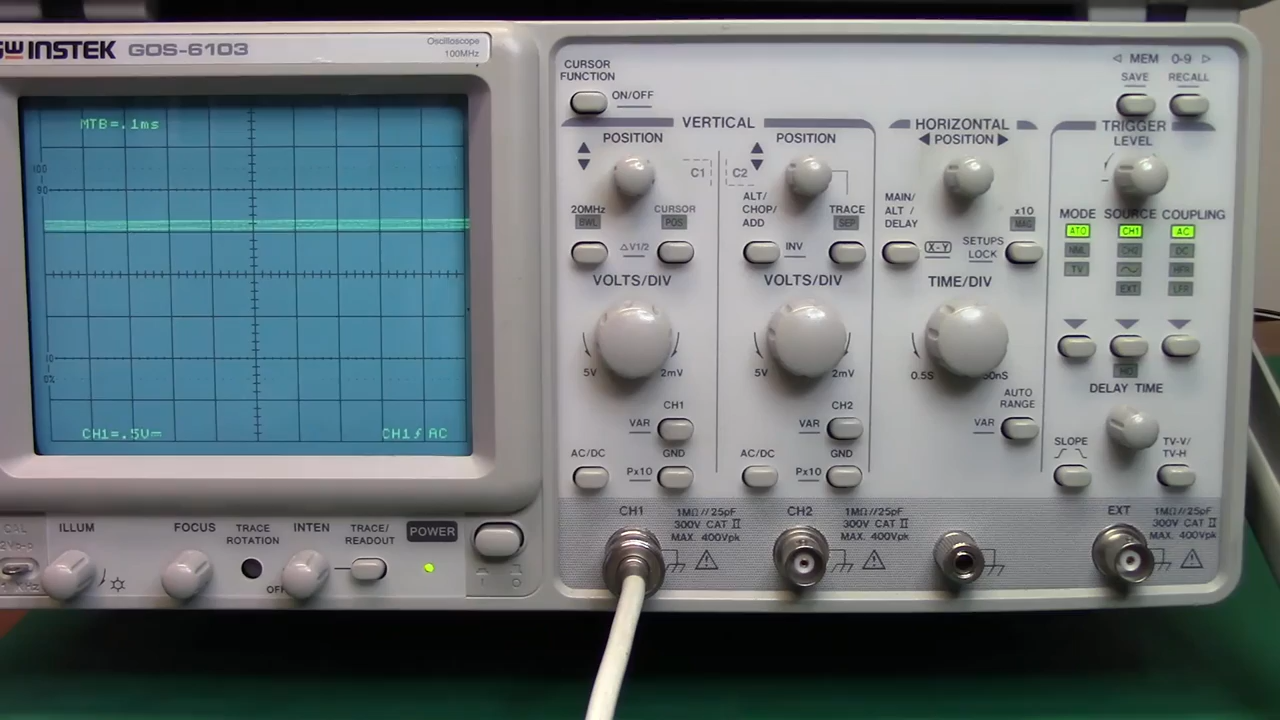 GW INSTEK GOS-6103
Oscilloscope
100MHz
MTB=.1ms
100
90
10
0%
CH1=.5V
CH1 AC
CAL
ILLUM
FOCUS
TRACE
ROTATION
INTEN
OFF
TRACE/
READOUT
POWER
CURSOR
FUNCTION
ON/OFF
VERTICAL
POSITION
C1
20MHz
BWL
CURSOR
POS
△V1/2
VOLTS/DIV
5V
2mV
CH1
VAR
AC/DC
GND
Px10
POSITION
C2
ALT/
CHOP/
ADD
INV
TRACE
SEP
VOLTS/DIV
5V
2mV
CH2
VAR
AC/DC
GND
Px10
HORIZONTAL
◀POSITION▶
MAIN/
ALT/
DELAY
X-Y
x10
MAG
SETUPS
LOCK
TIME/DIV
0.5S
50nS
AUTO
RANGE
VAR
◁ MEM 0-9 ▷
SAVE
RECALL
TRIGGER
LEVEL
MODE SOURCE COUPLING
ATO CH1 AC
NML CH2 DC
TV HFR
EXT LFR
HO
DELAY TIME
SLOPE
TV-V/
TV-H
CH1
1MΩ//25pF
300V CAT II
MAX. 400Vpk
CH2
1MΩ//25pF
300V CAT II
MAX. 400Vpk
EXT
1MΩ//25pF
300V CAT II
MAX. 400Vpk